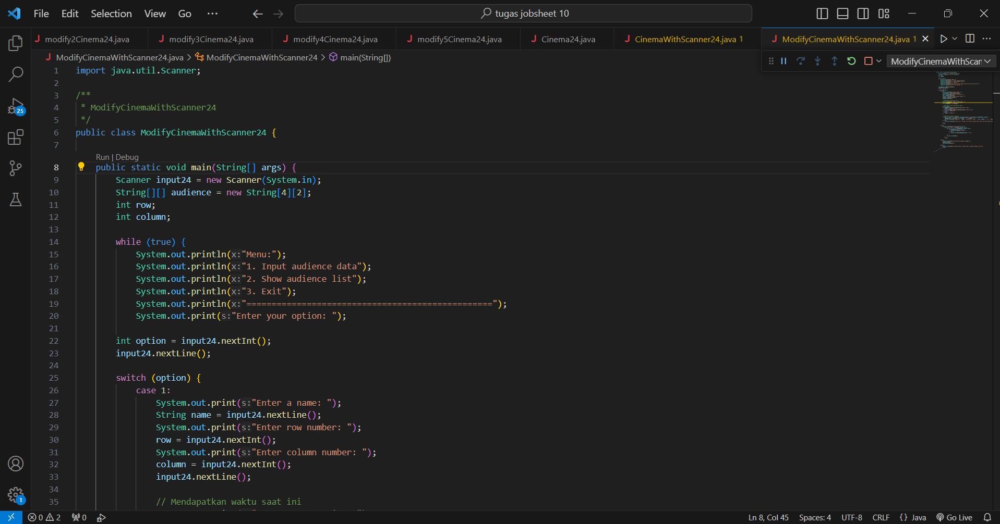 File Edit Selection View Go ··· tugas jobsheet 10
J modify2Cinema24.java J modify3Cinema24.java J modify4Cinema24.java J modify5Cinema24.java J Cinema24.java J CinemaWithScanner24.java 1 J ModifyCinemaWithScanner24.java 1
J ModifyCinemaWithScanner24.java > ModifyCinemaWithScanner24 > main(String[])
ModifyCinemaWithScar
1 import java.util.Scanner;
2
3 /**
4 * ModifyCinemaWithScanner24
5 */
6 public class ModifyCinemaWithScanner24 {
7
Run | Debug
8 public static void main(String[] args) {
9 Scanner input24 = new Scanner(System.in);
10 String[][] audience = new String[4][2];
11 int row;
12 int column;
13
14 while (true) {
15 System.out.println(x:"Menu:");
16 System.out.println(x:"1. Input audience data");
17 System.out.println(x:"2. Show audience list");
18 System.out.println(x:"3. Exit");
19 System.out.println(x:"=================================================");
20 System.out.print(s:"Enter your option: ");
21
22 int option = input24.nextInt();
23 input24.nextLine();
24
25 switch (option) {
26 case 1:
27 System.out.print(s:"Enter a name: ");
28 String name = input24.nextLine();
29 System.out.print(s:"Enter row number: ");
30 row = input24.nextInt();
31 System.out.print(s:"Enter column number: ");
32 column = input24.nextInt();
33 input24.nextLine();
34
35 // Mendapatkan waktu saat ini
25
1
0 2 0 Ln 8, Col 45 Spaces: 4 UTF-8 CRLF {} Java Go Live